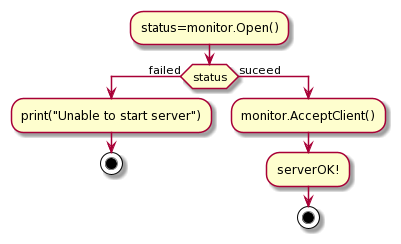 status=monitor.Open()
failed
status
suceed
print("Unable to start server")
monitor.AcceptClient()
serverOK!